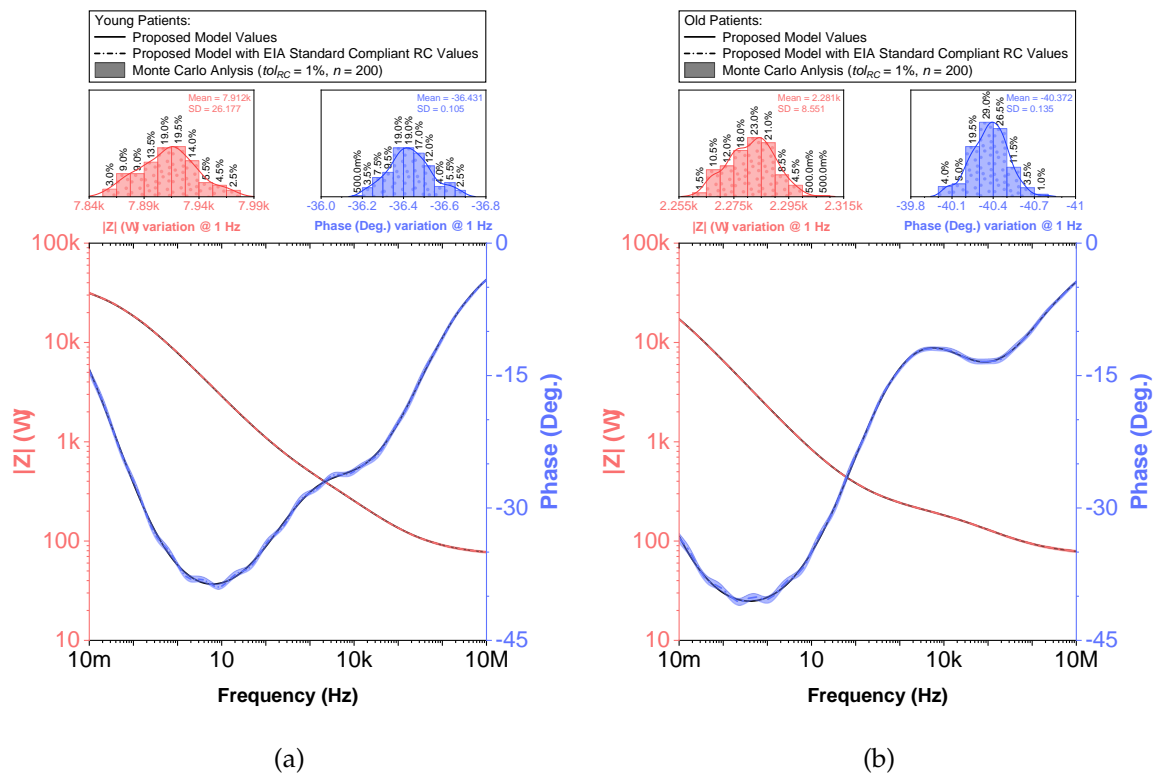 Young Patients:
Proposed Model Values
Proposed Model with EIA Standard Compliant RC Values
Monte Carlo Anlysis (tolRC = 1%, n = 200)
Mean = 7.912k
SD = 26.177
3.0%
9.0%
9.0%
13.5%
19.0%
19.5%
14.0%
5.5%
4.5%
2.5%
7.84k 7.89k 7.94k 7.99k
|Z| (W) variation @ 1 Hz
Mean = -36.431
SD = 0.105
500.0m%
3.5%
7.5%
9.5%
19.0%
19.0%
17.0%
12.0%
4.0%
5.5%
2.5%
-36.0 -36.2 -36.4 -36.6 -36.8
Phase (Deg.) variation @ 1 Hz
100k
10k
1k
100
10
|Z| (W)
0
-15
-30
-45
Phase (Deg.)
10m 10 10k 10M
Frequency (Hz)
(a)
Old Patients:
Proposed Model Values
Proposed Model with EIA Standard Compliant RC Values
Monte Carlo Anlysis (tolRC = 1%, n = 200)
Mean = 2.281k
SD = 8.551
1.5%
10.5%
12.0%
18.0%
23.0%
21.0%
8.5%
4.5%
500.0m%
500.0m%
2.255k 2.275k 2.295k 2.315k
|Z| (W) variation @ 1 Hz
Mean = -40.372
SD = 0.135
4.0%
5.0%
19.5%
29.0%
26.5%
11.5%
3.5%
1.0%
-39.8 -40.1 -40.4 -40.7 -41
Phase (Deg.) variation @ 1 Hz
100k
10k
1k
100
10
|Z| (W)
0
-15
-30
-45
Phase (Deg.)
10m 10 10k 10M
Frequency (Hz)
(b)